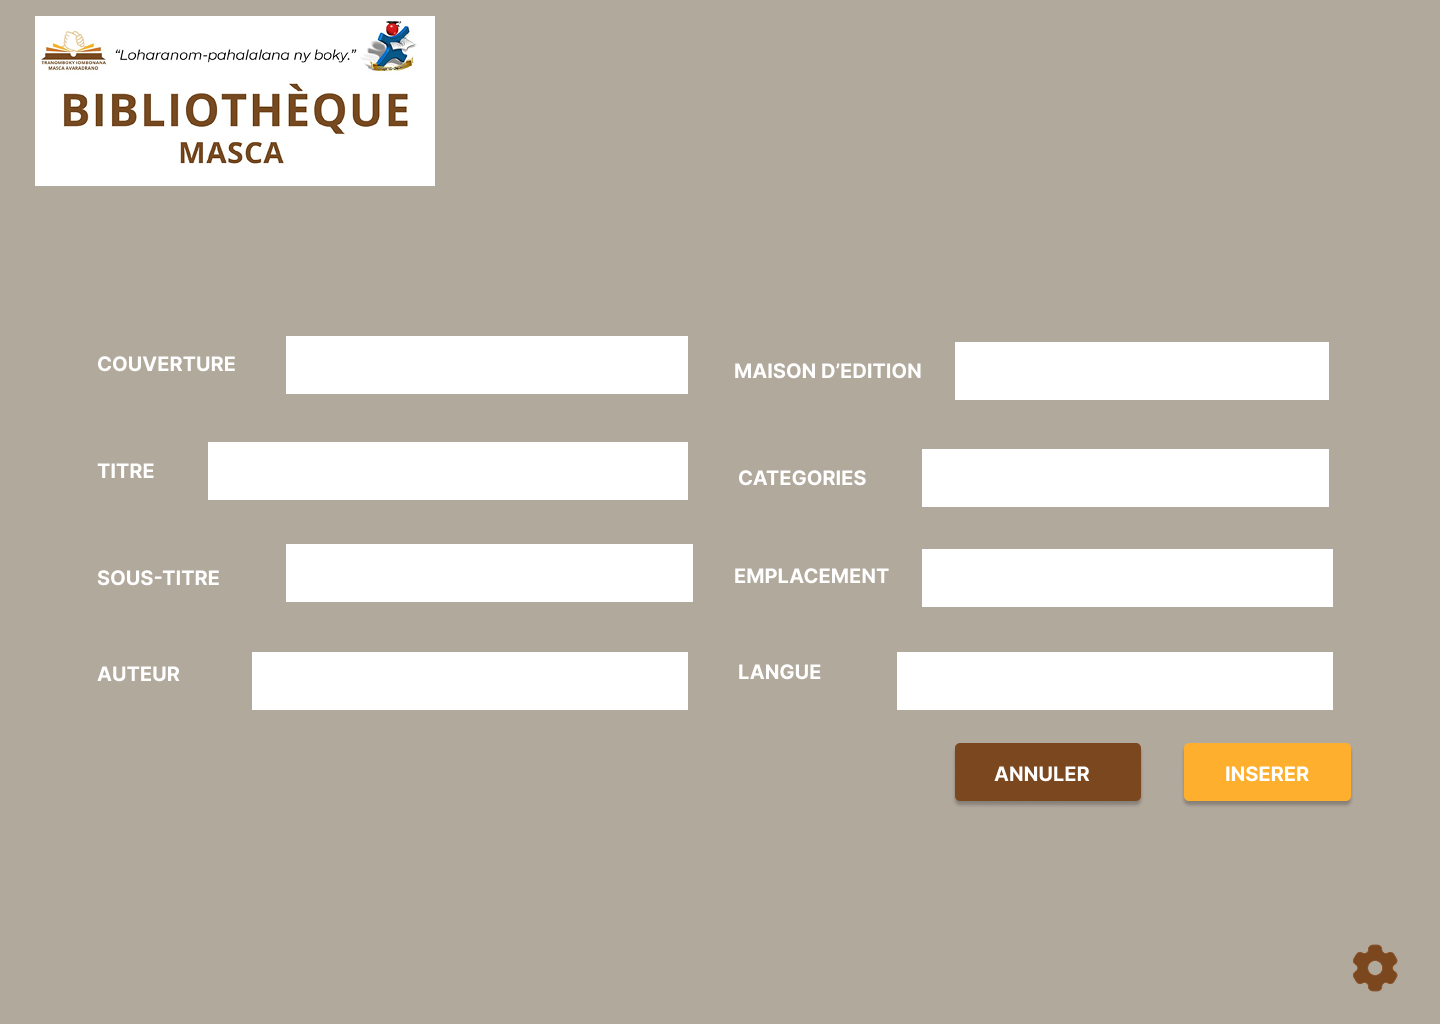 “Loharanom-pahalalana ny boky.”
TRANOMBOKY IOMBONANA
MASCA AVARADRANO
BIBLIOTHÈQUE
MASCA
COUVERTURE
MAISON D’EDITION
TITRE
CATEGORIES
SOUS-TITRE
EMPLACEMENT
AUTEUR
LANGUE
ANNULER
INSERER